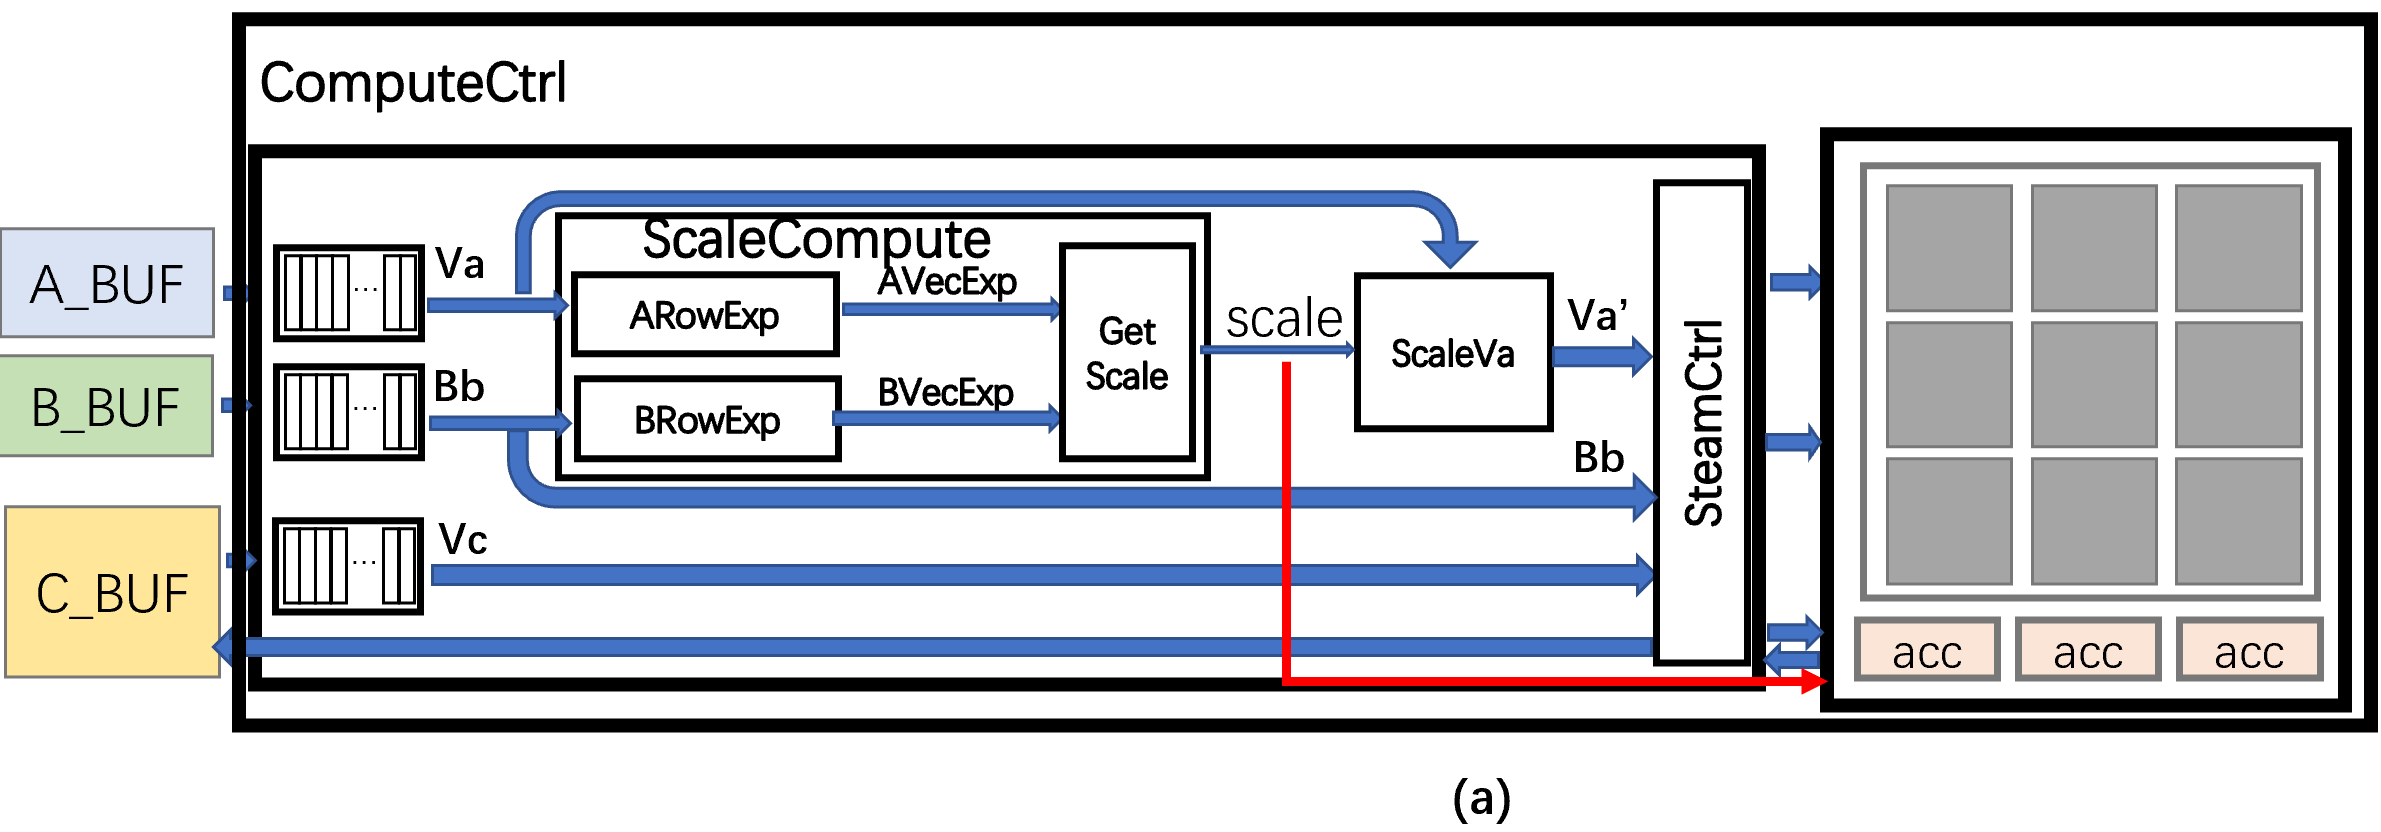 ComputeCtrl
A_BUF
B_BUF
C_BUF
Va
...
Bb
...
Vc
...
ScaleCompute
ARowExp
AVecExp
BRowExp
BVecExp
Get
Scale
scale
ScaleVa
Va’
Bb
SteamCtrl
acc
acc
acc
(a)